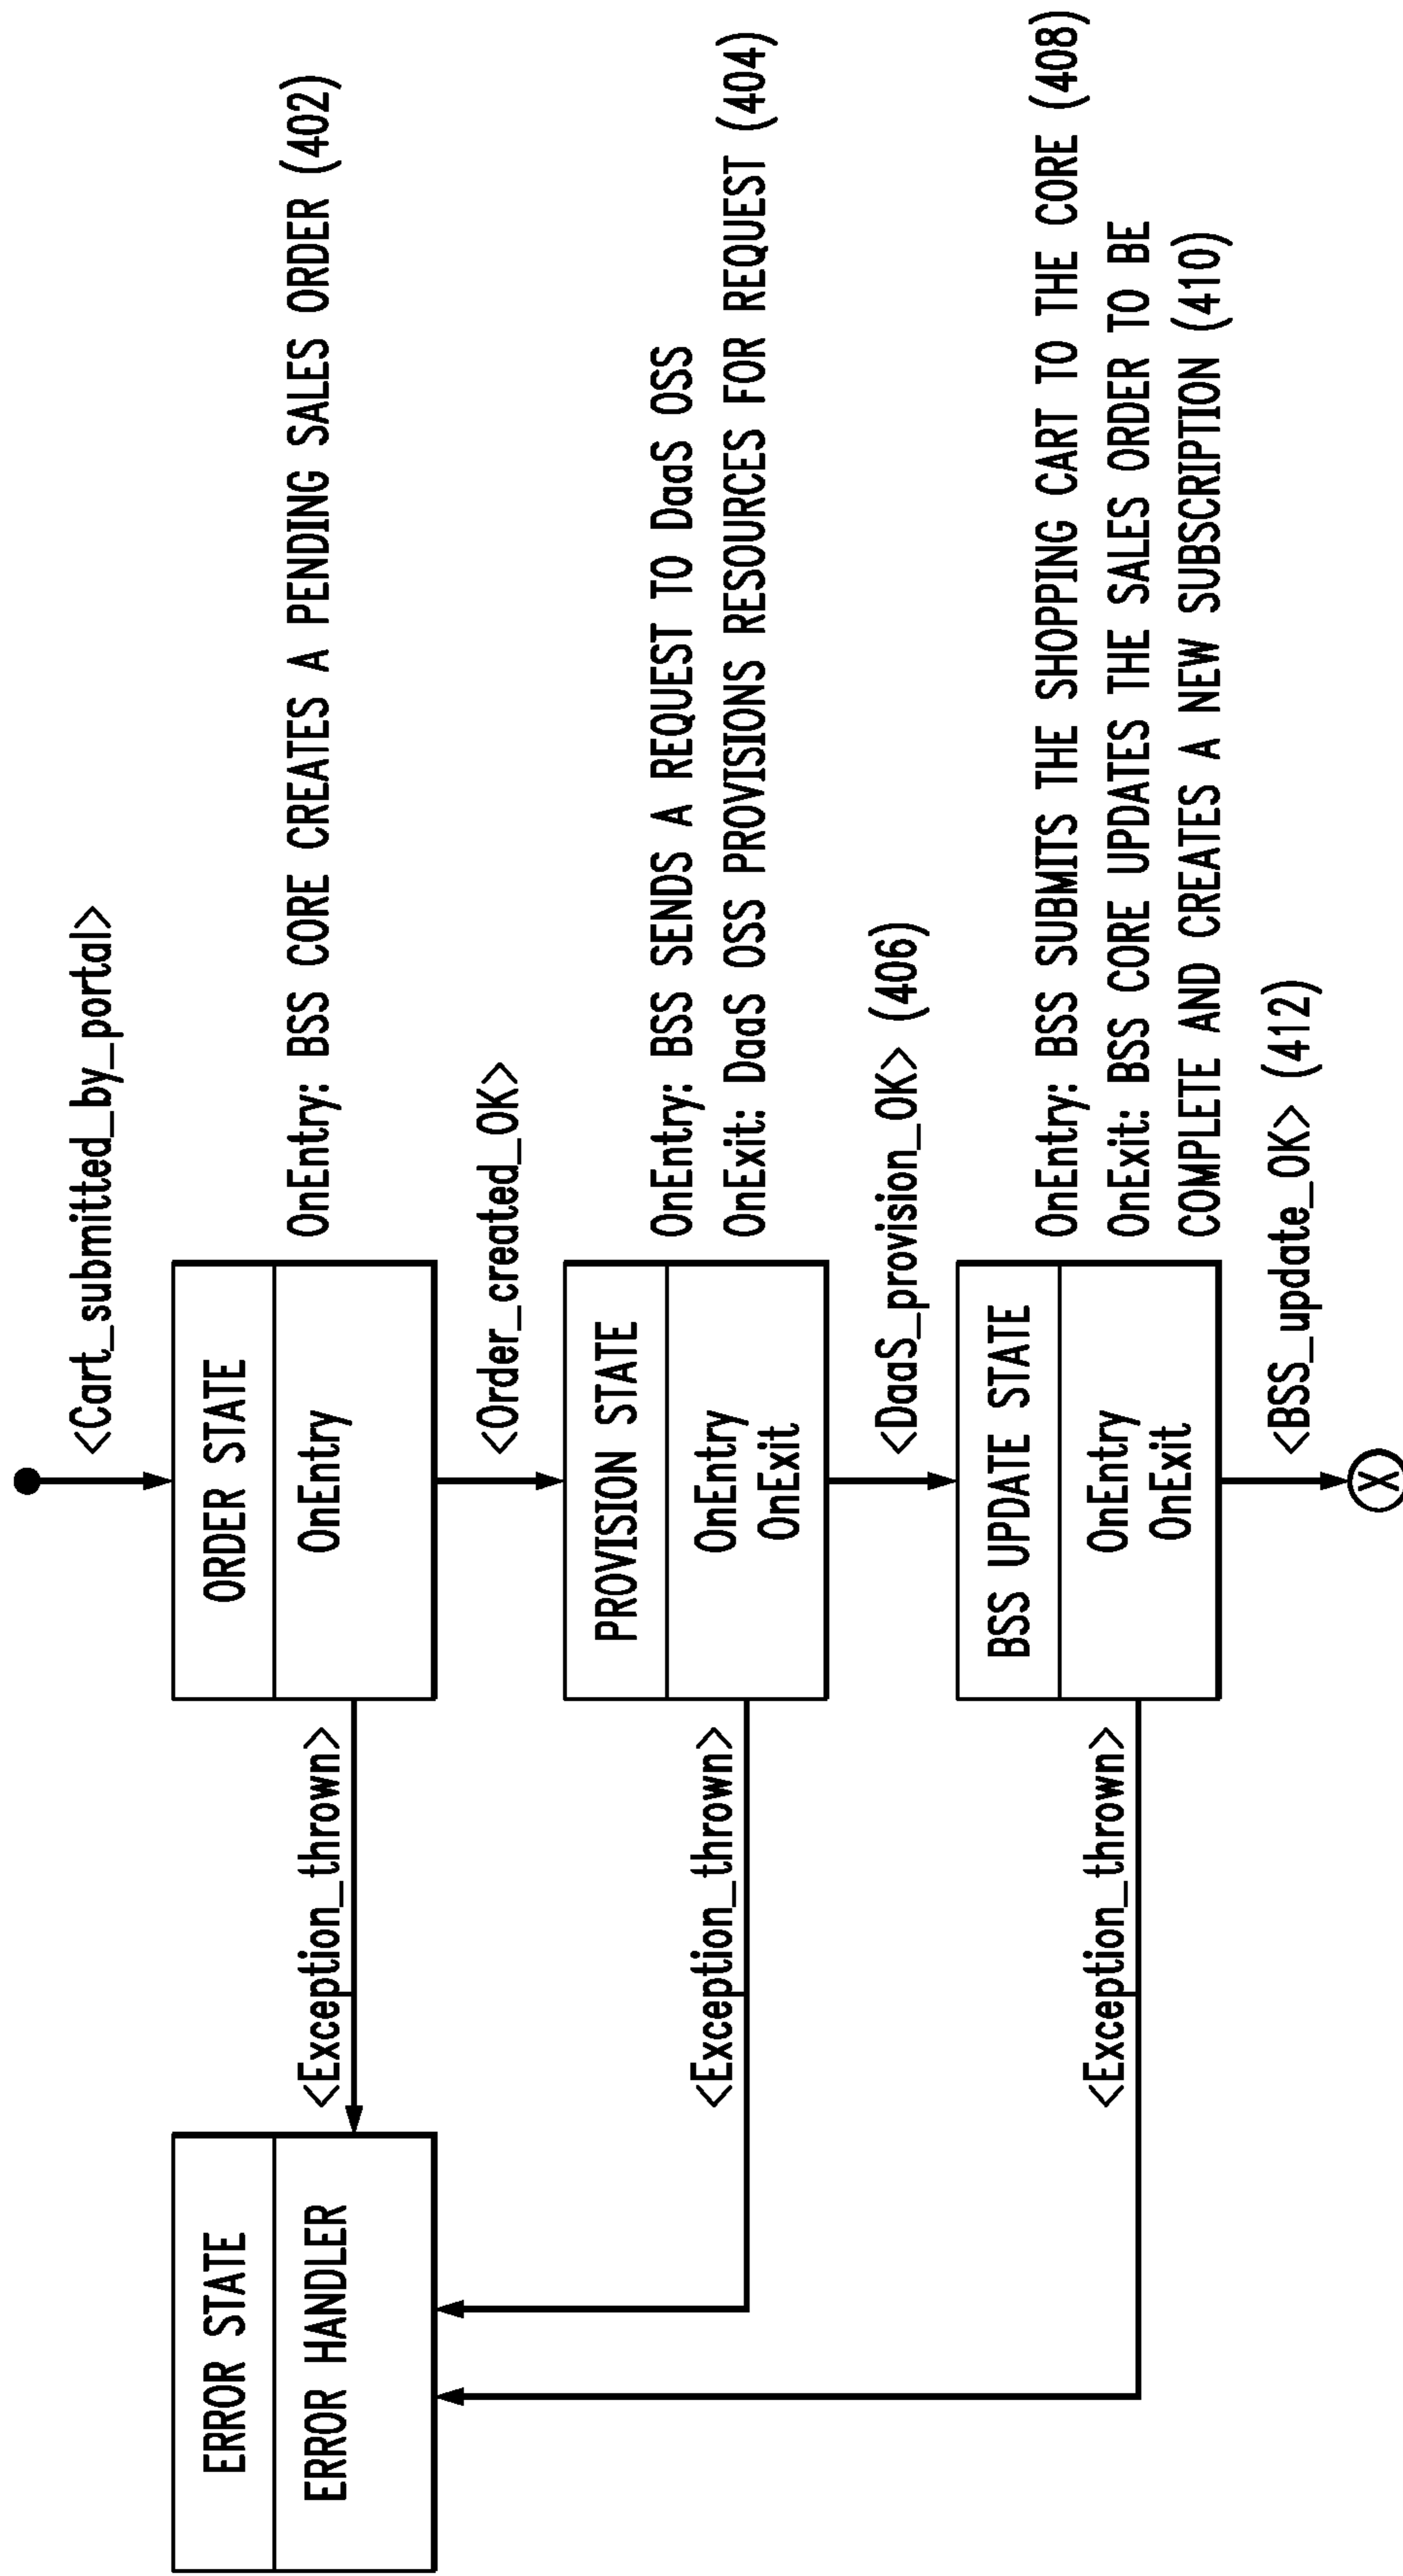 <Cart_submitted_by_portal>
ORDER STATE
OnEntry
OnEntry: BSS CORE CREATES A PENDING SALES ORDER (402)
<Exception_thrown>
ERROR STATE
ERROR HANDLER
<Order_created_OK>
PROVISION STATE
OnEntry
OnExit
OnEntry: BSS SENDS A REQUEST TO DaaS OSS
OnExit: DaaS OSS PROVISIONS RESOURCES FOR REQUEST (404)
<Exception_thrown>
<DaaS_provision_OK> (406)
BSS UPDATE STATE
OnEntry
OnExit
OnEntry: BSS SUBMITS THE SHOPPING CART TO THE CORE (408)
OnExit: BSS CORE UPDATES THE SALES ORDER TO BE
COMPLETE AND CREATES A NEW SUBSCRIPTION (410)
<Exception_thrown>
<BSS_update_OK> (412)
X